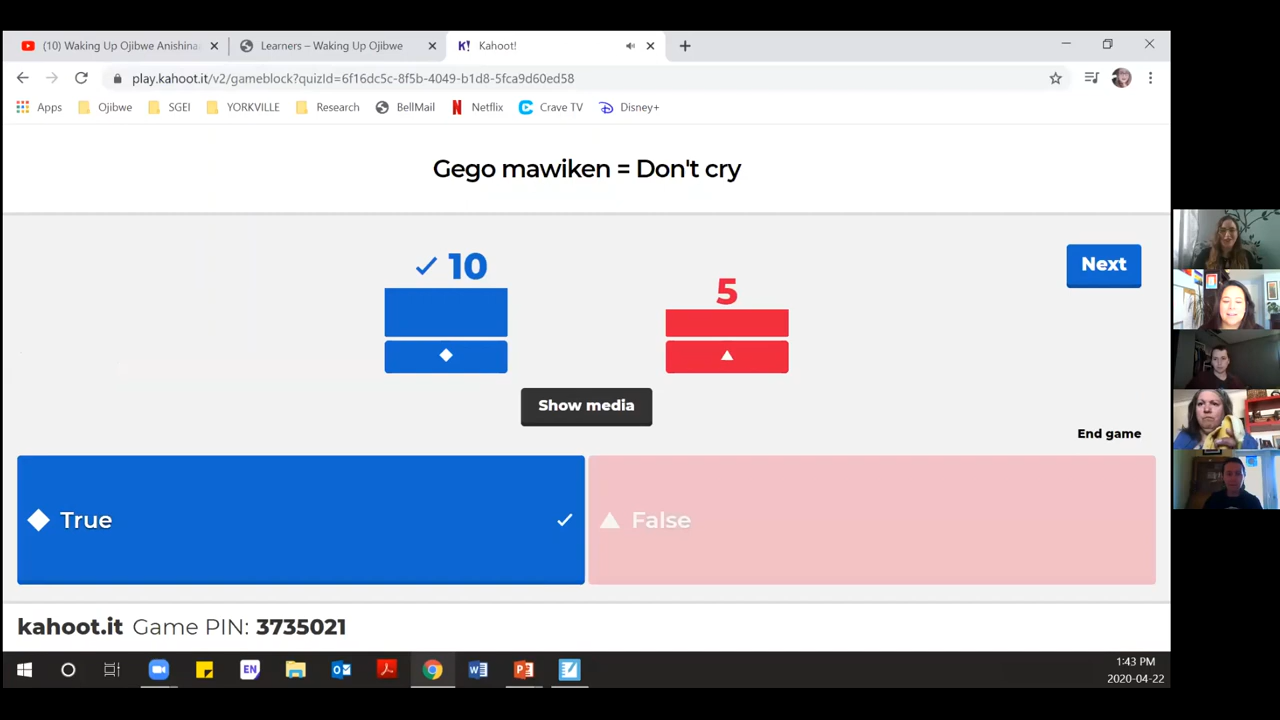 (10) Waking Up Ojibwe Anishina
Learners – Waking Up Ojibwe
K! Kahoot!
play.kahoot.it/v2/gameblock?quizId=6f16dc5c-8f5b-4049-b1d8-5fca9d60ed58
Apps Ojibwe SGEI YORKVILLE Research BellMail Netflix Crave TV Disney+
Gego mawiken = Don't cry
10
5
Next
Show media
End game
True
False
kahoot.it Game PIN: 3735021
EN
1:43 PM
2020-04-22